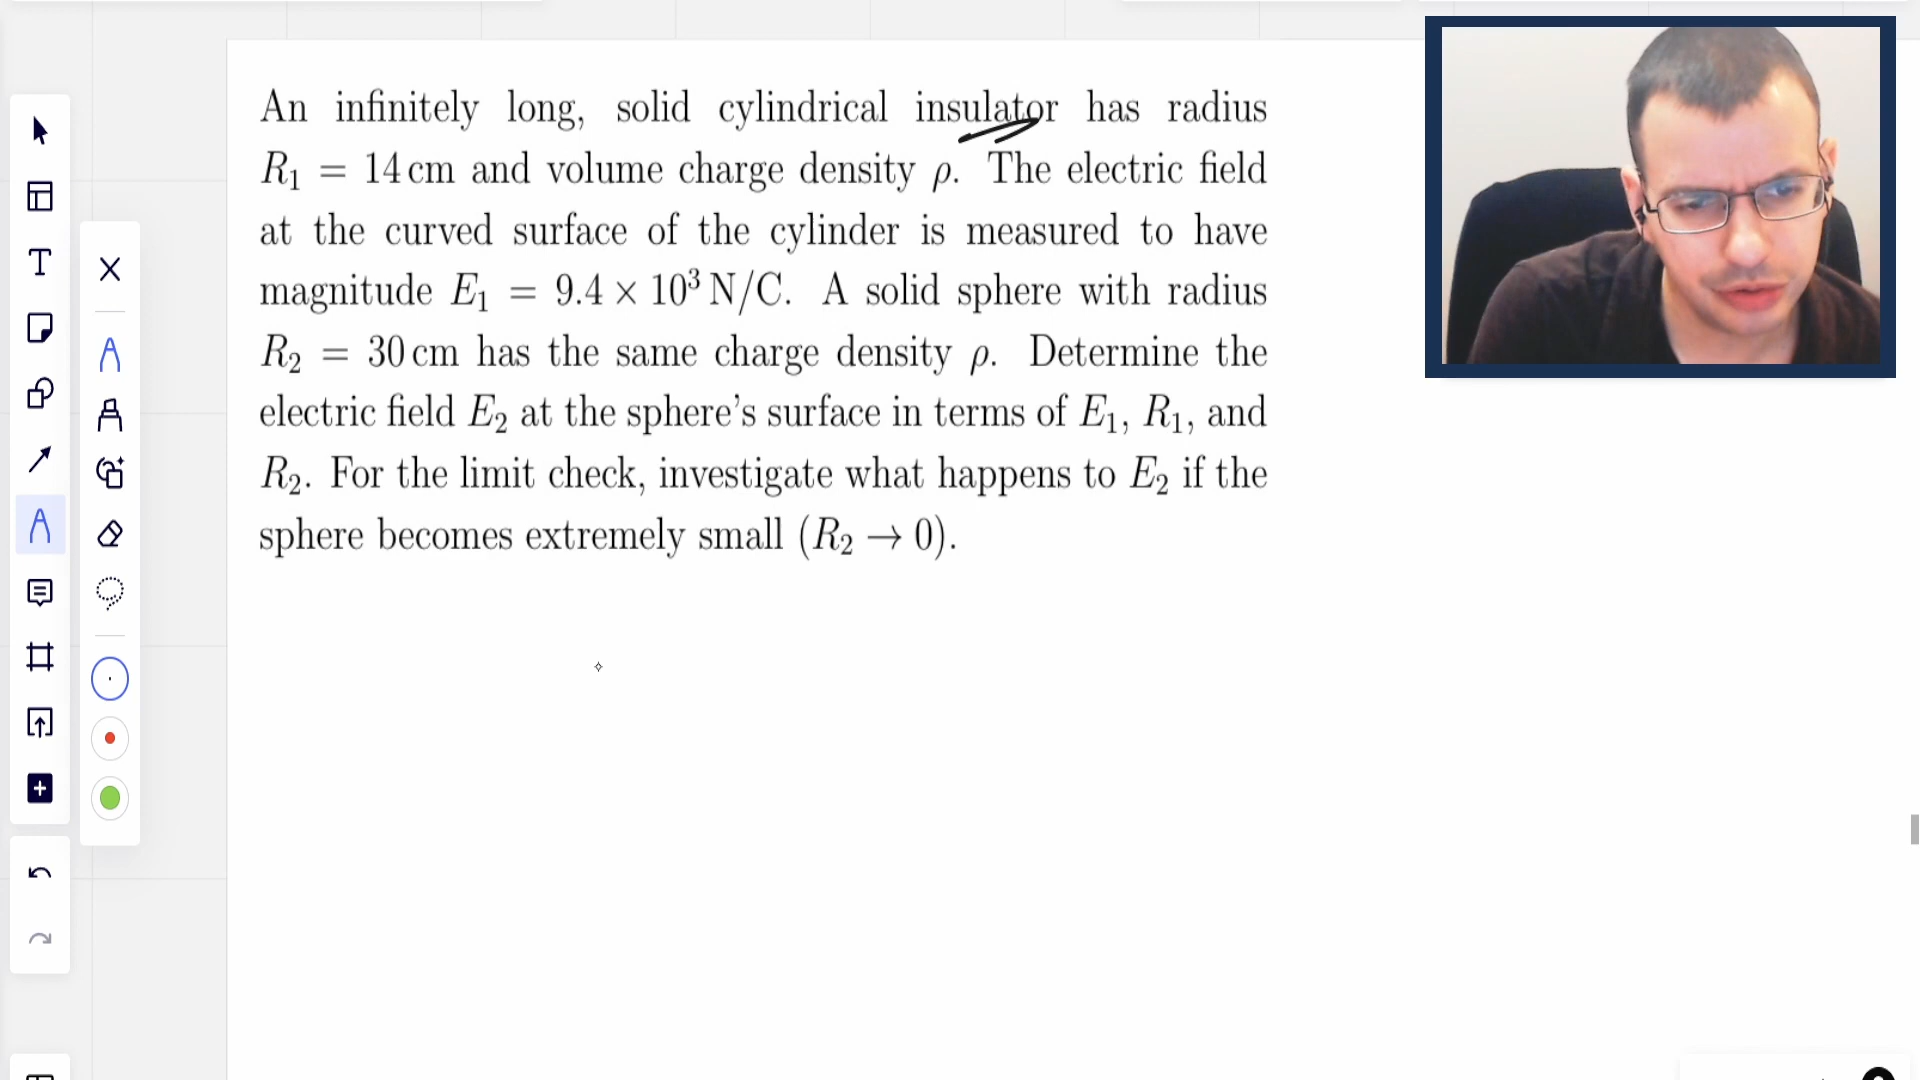 An infinitely long, solid cylindrical insulator has radius
R₁ = 14 cm and volume charge density ρ. The electric field
at the curved surface of the cylinder is measured to have
magnitude E₁ = 9.4 × 10³ N/C. A solid sphere with radius
R₂ = 30 cm has the same charge density ρ. Determine the
electric field E₂ at the sphere's surface in terms of E₁, R₁, and
R₂. For the limit check, investigate what happens to E₂ if the
sphere becomes extremely small (R₂ → 0).